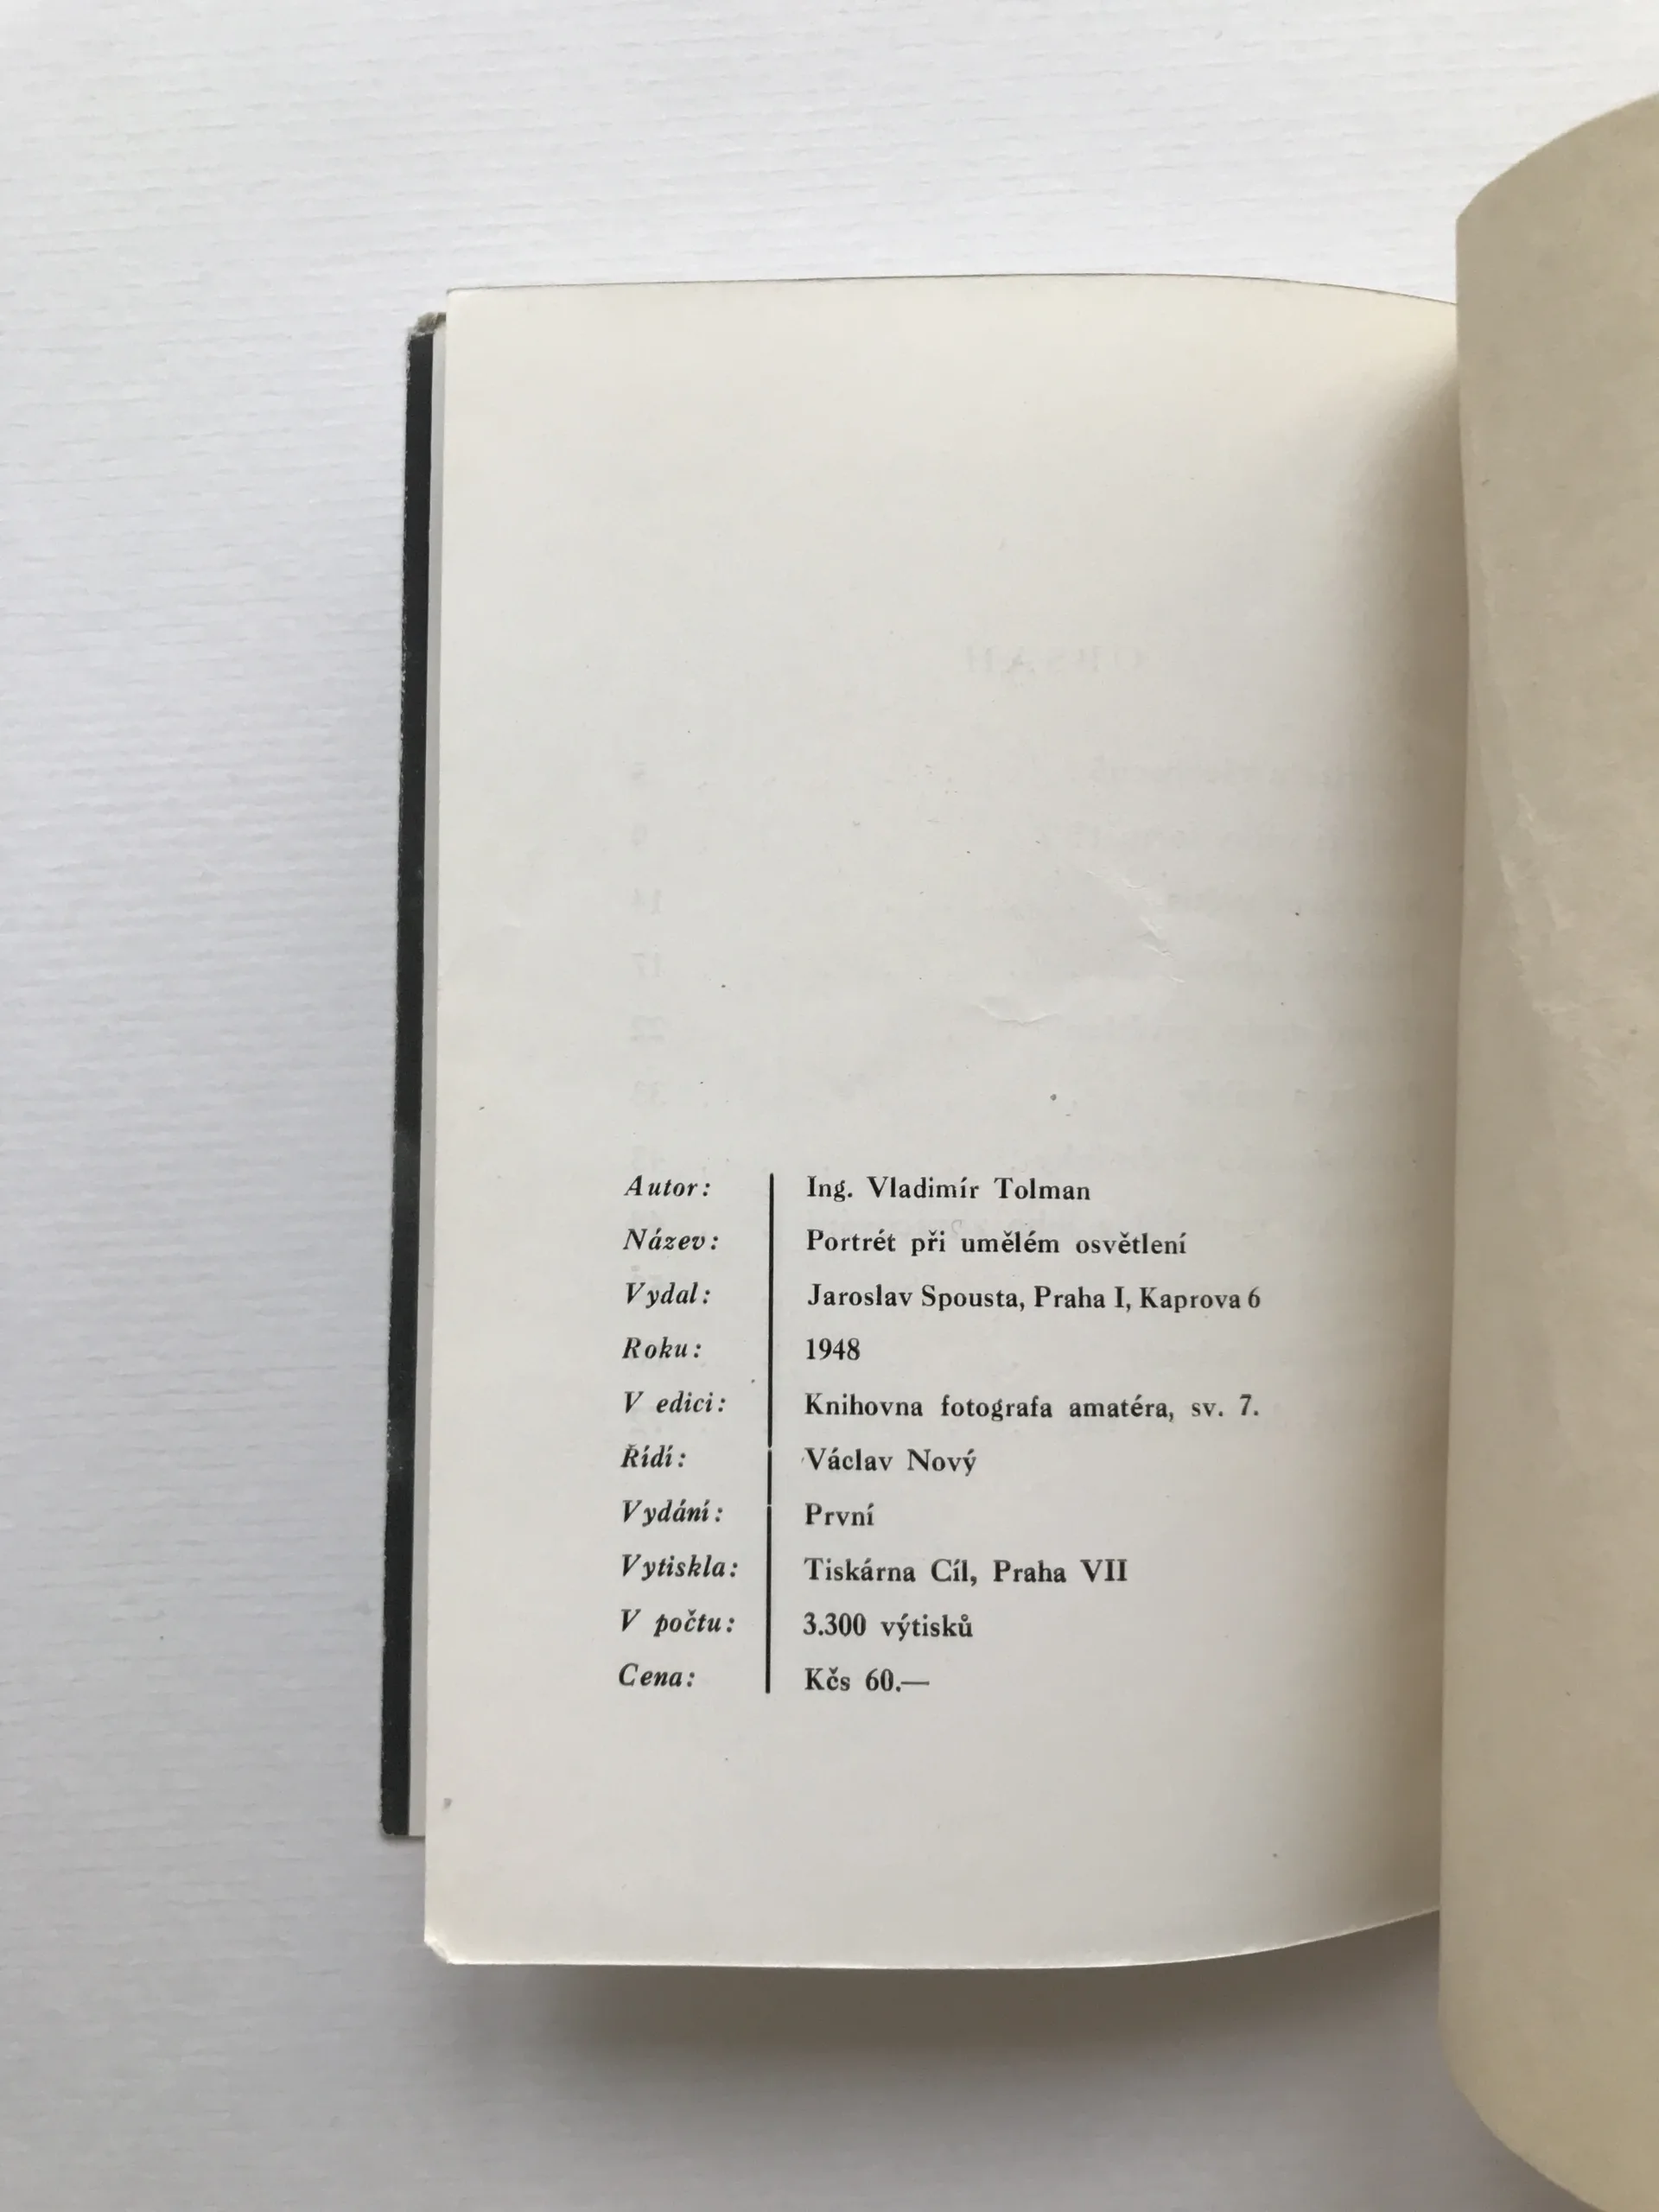 Autor: Ing. Vladimír Tolman
Název: Portrét při umělém osvětlení
Vydal: Jaroslav Spousta, Praha I, Kaprova 6
Roku: 1948
V edici: Knihovna fotografa amatéra, sv. 7.
Řídí: Václav Nový
Vydání: První
Vytiskla: Tiskárna Cíl, Praha VII
V počtu: 3.300 výtisků
Cena: Kčs 60.—